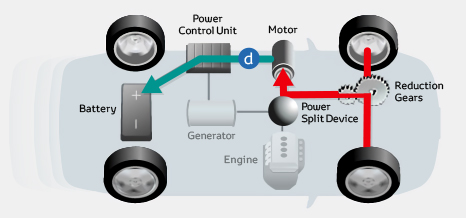 Power
Control Unit
Motor
d
Reduction
Gears
Battery
+
−
Power
Split Device
Generator
Engine